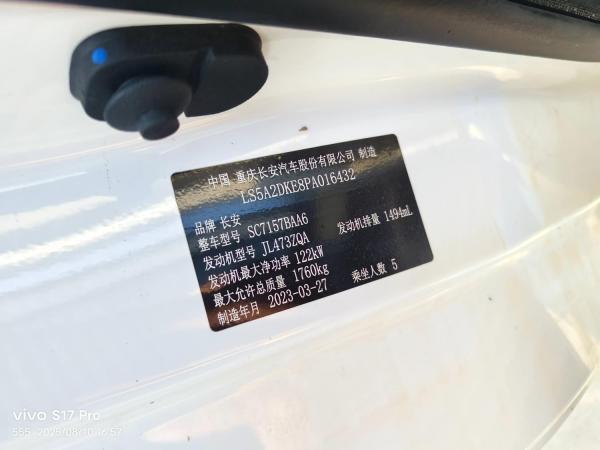 中国 重庆长安汽车股份有限公司 制造
LS5A2DKE8PA016432
品牌 长安
整车型号 SC7157BAA6
发动机型号 JL473ZQA 发动机排量 1494mL
发动机最大净功率 122kW
最大允许总质量 1760kg
制造年月 2023-03-27 乘坐人数 5
vivo S17 Pro